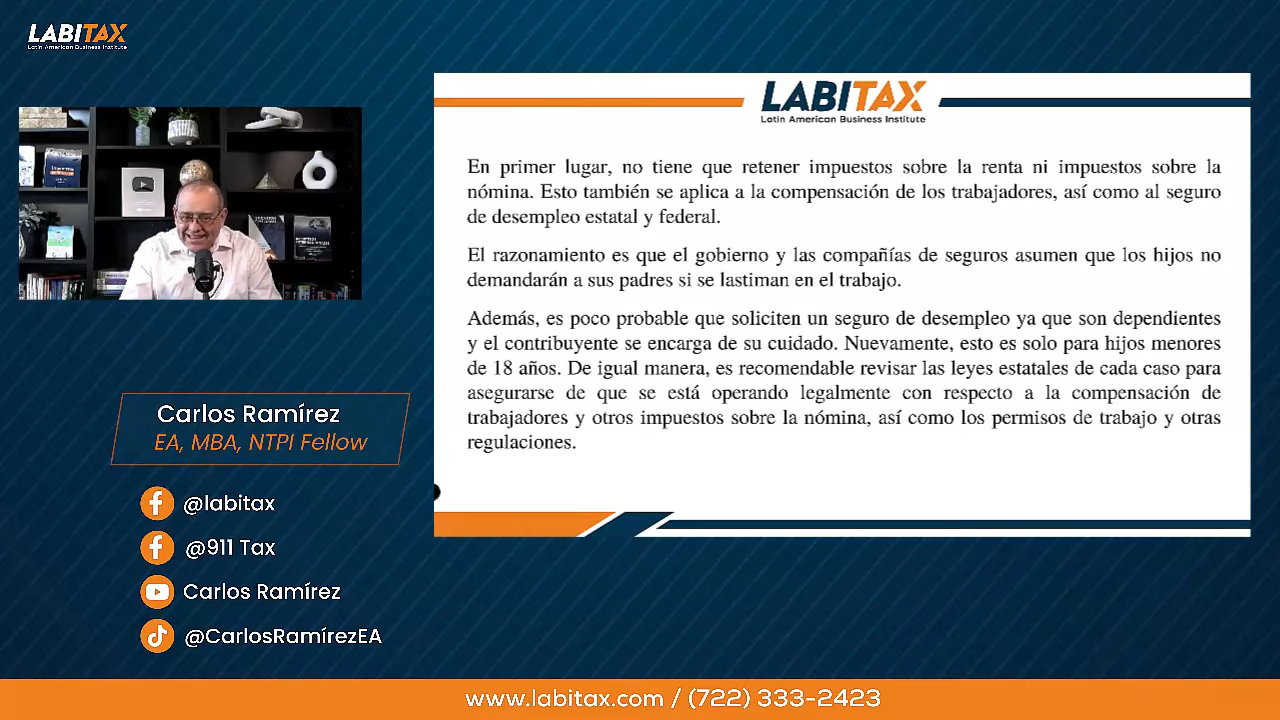 LABITAX
Latin American Business Institute
LABITAX
Latin American Business Institute
En primer lugar, no tiene que retener impuestos sobre la renta ni impuestos sobre la
nómina. Esto también se aplica a la compensación de los trabajadores, así como al seguro
de desempleo estatal y federal.
El razonamiento es que el gobierno y las compañías de seguros asumen que los hijos no
demandarán a sus padres si se lastiman en el trabajo.
Además, es poco probable que soliciten un seguro de desempleo ya que son dependientes
y el contribuyente se encarga de su cuidado. Nuevamente, esto es solo para hijos menores
de 18 años. De igual manera, es recomendable revisar las leyes estatales de cada caso para
asegurarse de que se está operando legalmente con respecto a la compensación de
trabajadores y otros impuestos sobre la nómina, así como los permisos de trabajo y otras
regulaciones.
Carlos Ramírez
EA, MBA, NTPI Fellow
@labitax
@911 Tax
Carlos Ramírez
@CarlosRamírezEA
www.labitax.com / (722) 333-2423